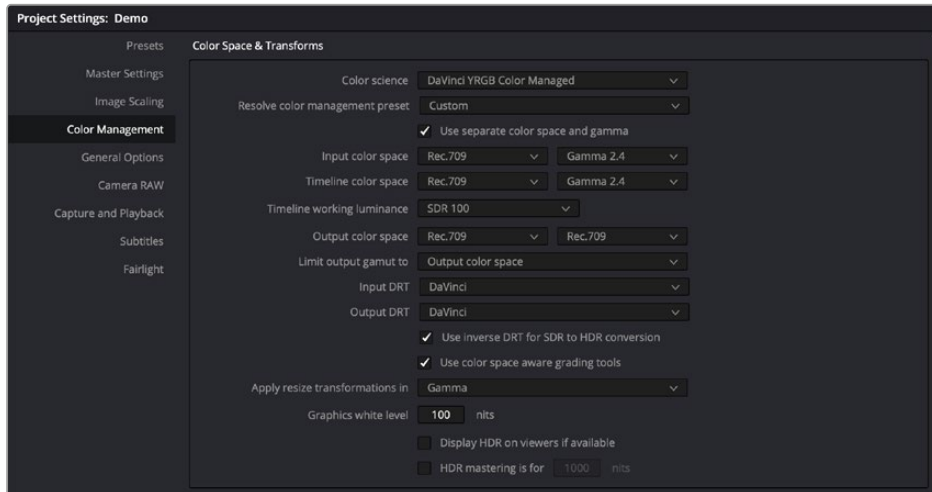 Project Settings: Demo
Presets
Master Settings
Image Scaling
Color Management
General Options
Camera RAW
Capture and Playback
Subtitles
Fairlight
Color Space & Transforms
Color science DaVinci YRGB Color Managed
Resolve color management preset Custom
Use separate color space and gamma
Input color space Rec.709 Gamma 2.4
Timeline color space Rec.709 Gamma 2.4
Timeline working luminance SDR 100
Output color space Rec.709 Rec.709
Limit output gamut to Output color space
Input DRT DaVinci
Output DRT DaVinci
Use inverse DRT for SDR to HDR conversion
Use color space aware grading tools
Apply resize transformations in Gamma
Graphics white level 100 nits
Display HDR on viewers if available
HDR mastering is for 1000 nits